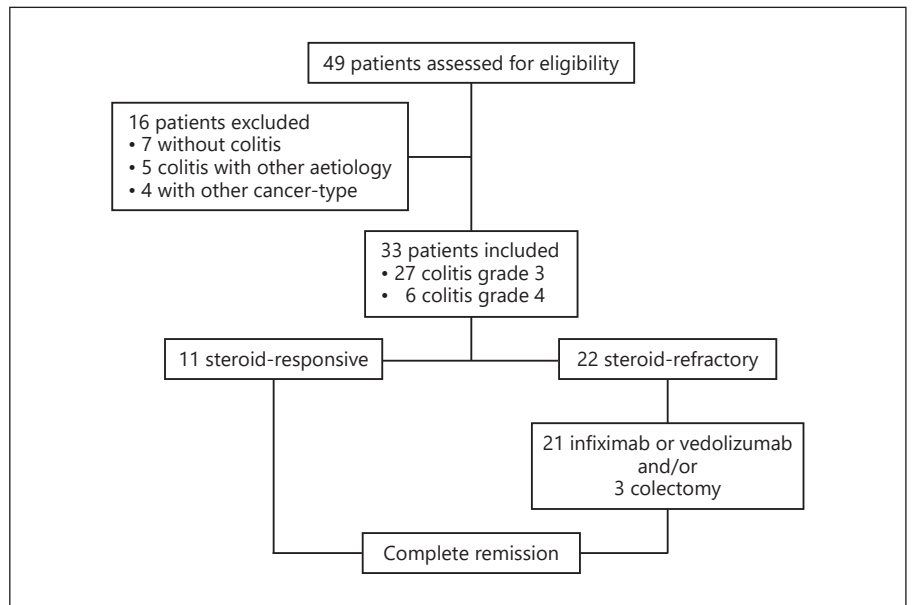 49 patients assessed for eligibility
16 patients excluded
• 7 without colitis
• 5 colitis with other aetiology
• 4 with other cancer-type
33 patients included
• 27 colitis grade 3
• 6 colitis grade 4
11 steroid-responsive
22 steroid-refractory
21 infiximab or vedolizumab
and/or
3 colectomy
Complete remission